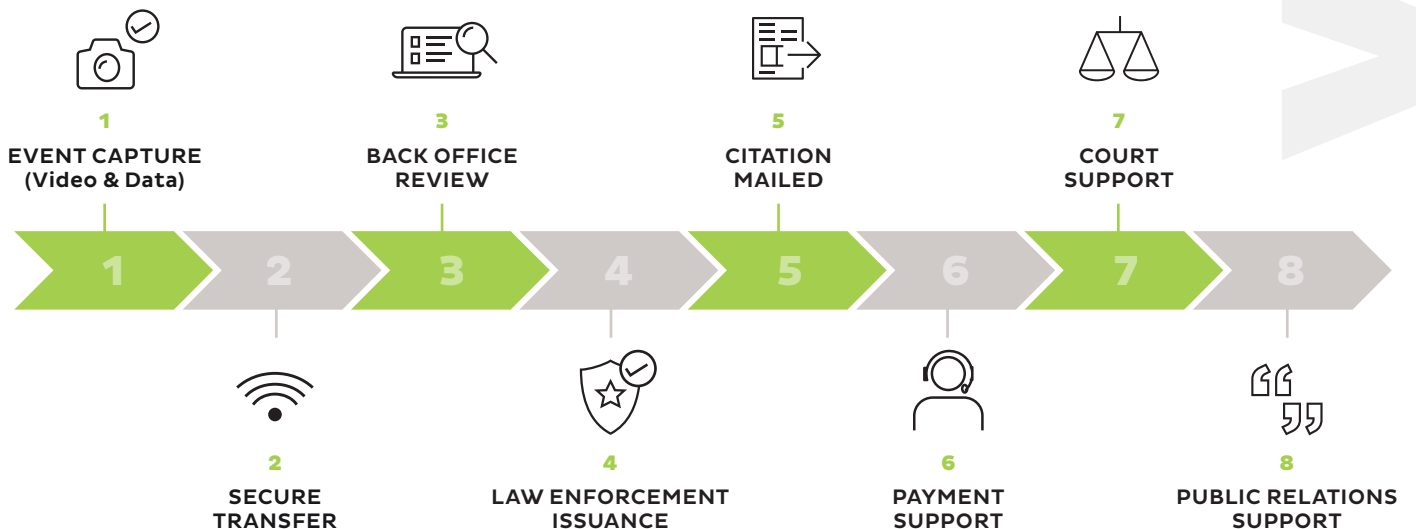 1
EVENT CAPTURE
(Video & Data)
3
BACK OFFICE
REVIEW
5
CITATION
MAILED
7
COURT
SUPPORT
1 2 3 4 5 6 7 8
2
SECURE
TRANSFER
4
LAW ENFORCEMENT
ISSUANCE
6
PAYMENT
SUPPORT
8
PUBLIC RELATIONS
SUPPORT